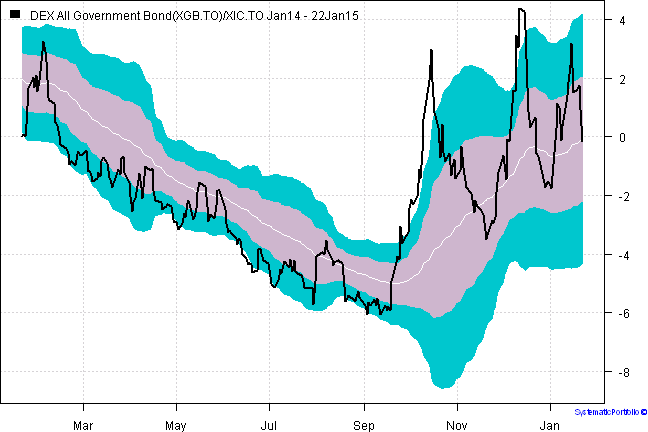 DEX All Government Bond(XGB.TO)/XIC.TO Jan14 - 22Jan15
4
2
0
-2
-4
-6
-8
Mar May Jul Sep Nov Jan
SystematicPortfolio ©